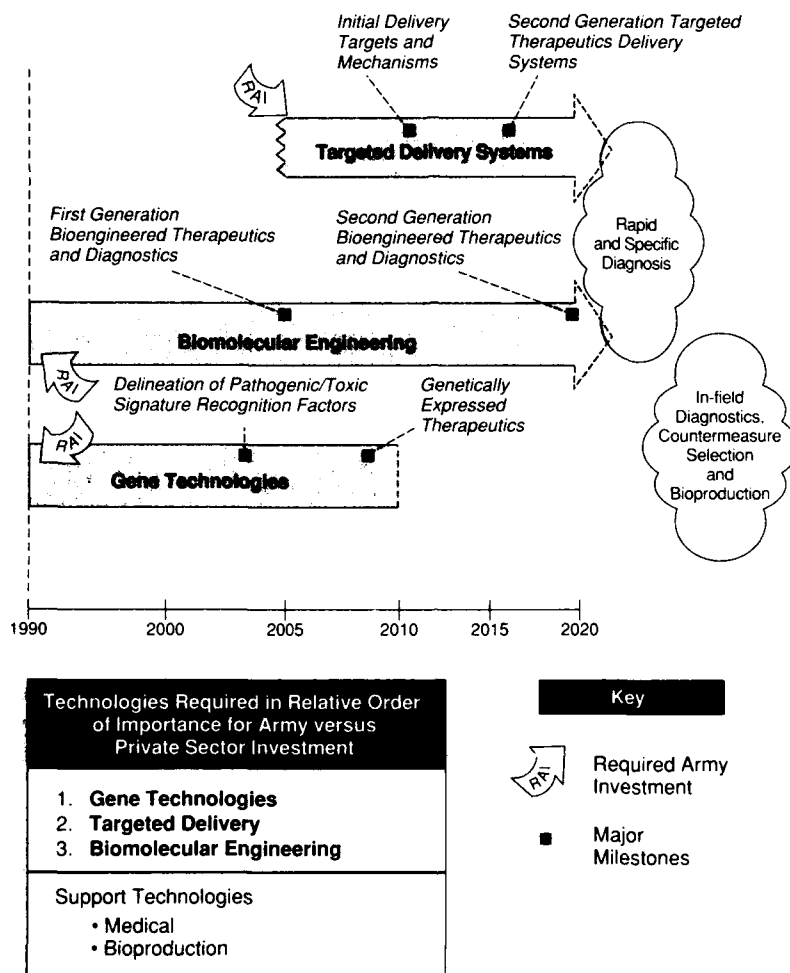 Initial Delivery
Targets and
Mechanisms
Second Generation Targeted
Therapeutics Delivery
Systems
RAI
Targeted Delivery Systems
First Generation
Bioengineered Therapeutics
and Diagnostics
Second Generation
Bioengineered Therapeutics
and Diagnostics
Rapid
and Specific
Diagnosis
Biomolecular Engineering
RAI
Delineation of Pathogenic/Toxic
Signature Recognition Factors
Genetically
Expressed
Therapeutics
RAI
Gene Technologies
In-field
Diagnostics.
Countermeasure
Selection
and
Bioproduction
1990 2000 2005 2010 2015 2020
Technologies Required in Relative Order
of Importance for Army versus
Private Sector Investment
1. Gene Technologies
2. Targeted Delivery
3. Biomolecular Engineering
Support Technologies
• Medical
• Bioproduction
Key
RAI
Required Army
Investment
Major
Milestones